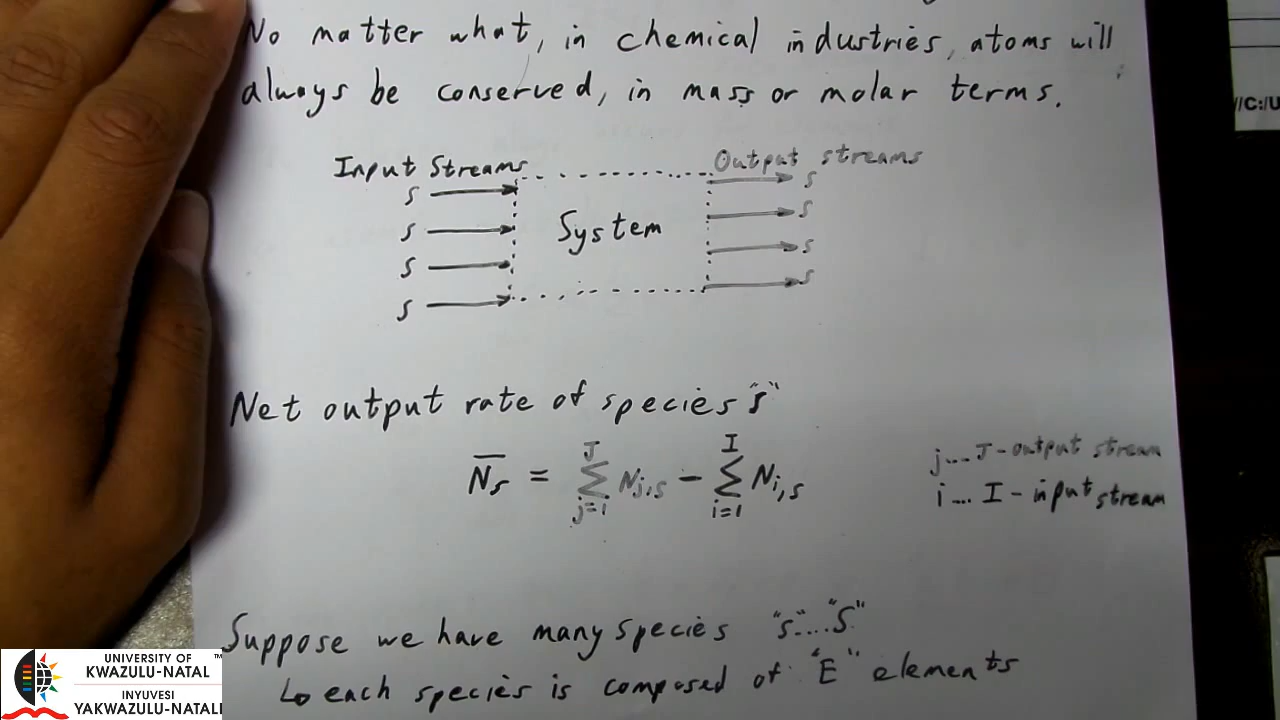 No matter what, in chemical industries, atoms will
always be conserved, in mass or molar terms.
Input Streams
Output streams
s
s
s
s
System
s
s
s
s
Net output rate of species "s"
N̅s = Σ_{j=1}^{J} Nj,s - Σ_{i=1}^{I} Ni,s
j.... J - output stream
i.... I - input stream
Suppose we have many species "s"...."S"
↳ each species is composed of "E" elements
//C:/U
UNIVERSITY OF
KWAZULU-NATAL
TM
INYUVESI
YAKWAZULU-NATALI